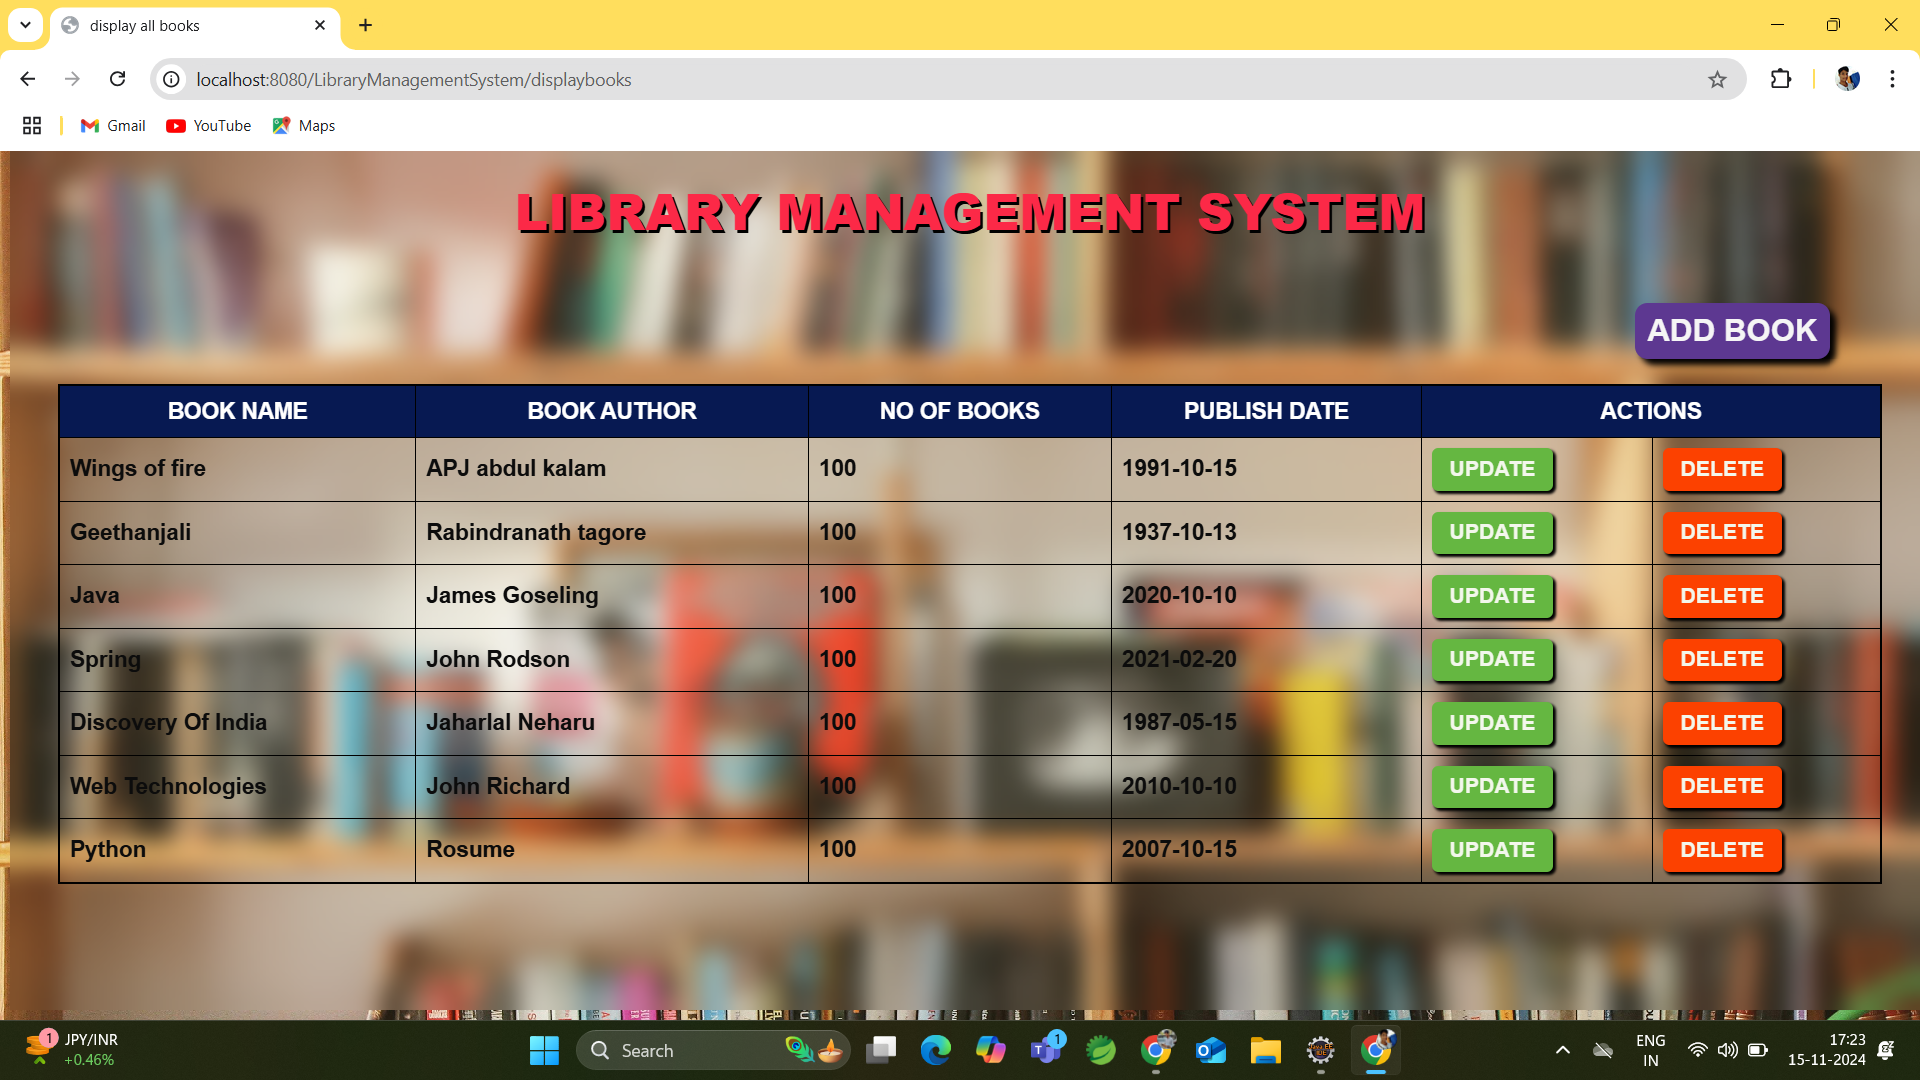 display all books
localhost:8080/LibraryManagementSystem/displaybooks
Gmail YouTube Maps
LIBRARY MANAGEMENT SYSTEM
ADD BOOK
BOOK NAME BOOK AUTHOR NO OF BOOKS PUBLISH DATE ACTIONS
Wings of fire APJ abdul kalam 100 1991-10-15 UPDATE DELETE
Geethanjali Rabindranath tagore 100 1937-10-13 UPDATE DELETE
Java James Goseling 100 2020-10-10 UPDATE DELETE
Spring John Rodson 100 2021-02-20 UPDATE DELETE
Discovery Of India Jaharlal Neharu 100 1987-05-15 UPDATE DELETE
Web Technologies John Richard 100 2010-10-10 UPDATE DELETE
Python Rosume 100 2007-10-15 UPDATE DELETE
1 JPY/INR
+0.46%
Search
1
ENG
IN
17:23
15-11-2024